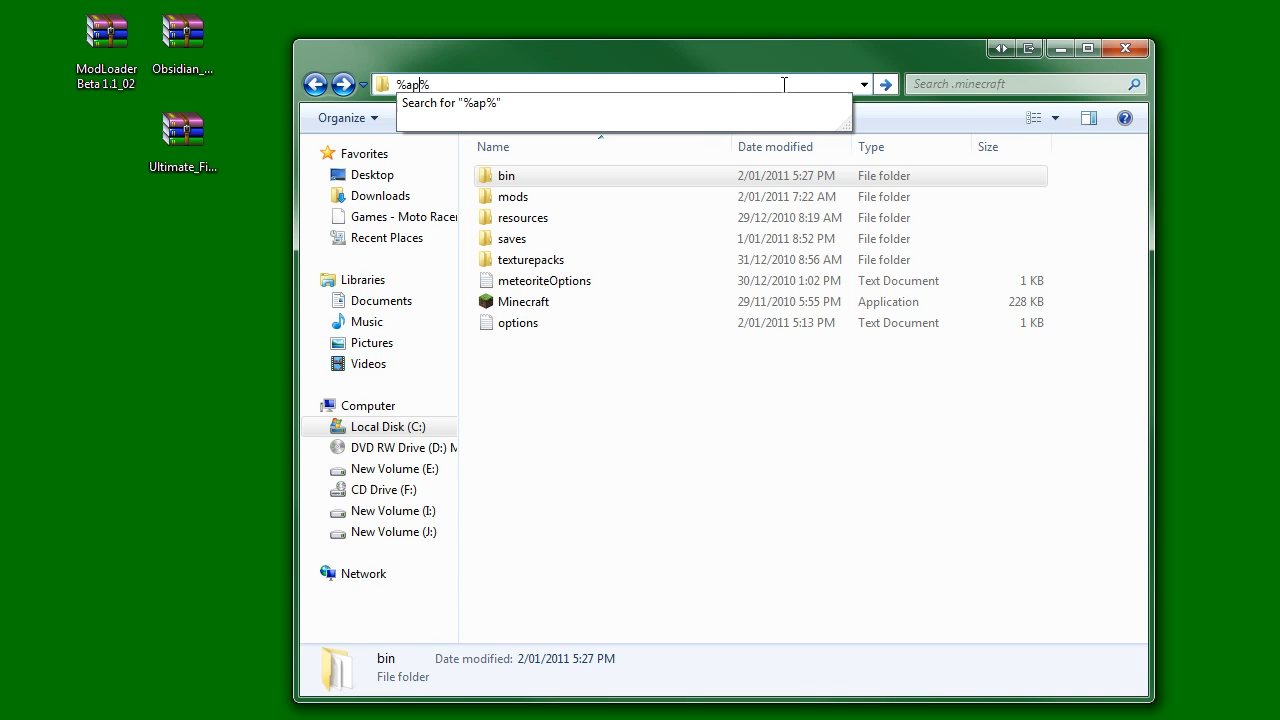 ModLoader
Beta 1.1_02
Obsidian_...
Ultimate_Fi...
%ap%
Search .minecraft
Search for "%ap%"
Organize
Name Date modified Type Size
Favorites
Desktop
Downloads
Games - Moto Racer
Recent Places
Libraries
Documents
Music
Pictures
Videos
Computer
Local Disk (C:)
DVD RW Drive (D:) M
New Volume (E:)
CD Drive (F:)
New Volume (I:)
New Volume (J:)
Network
bin 2/01/2011 5:27 PM File folder
mods 2/01/2011 7:22 AM File folder
resources 29/12/2010 8:19 AM File folder
saves 1/01/2011 8:52 PM File folder
texturepacks 31/12/2010 8:56 AM File folder
meteoriteOptions 30/12/2010 1:02 PM Text Document 1 KB
Minecraft 29/11/2010 5:55 PM Application 228 KB
options 2/01/2011 5:13 PM Text Document 1 KB
bin Date modified: 2/01/2011 5:27 PM
File folder